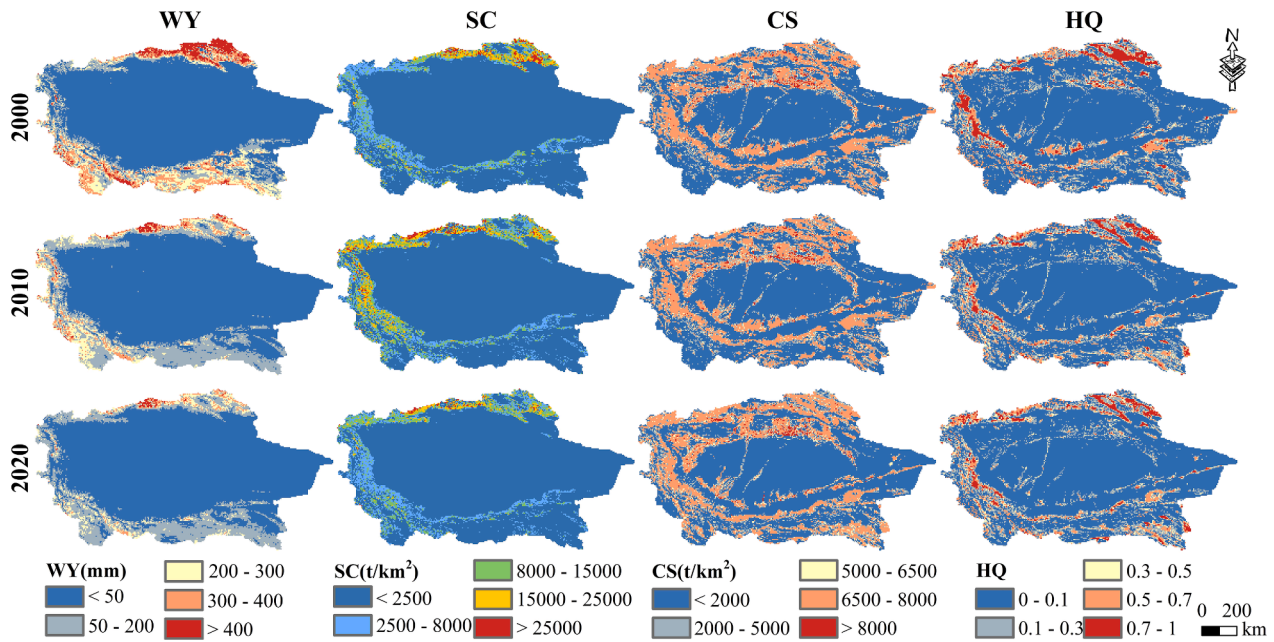 WY SC CS HQ
N
2000
2010
2020
WY(mm)
< 50
50 - 200
200 - 300
300 - 400
> 400
SC(t/km²)
< 2500
2500 - 8000
8000 - 15000
15000 - 25000
> 25000
CS(t/km²)
< 2000
2000 - 5000
5000 - 6500
6500 - 8000
> 8000
HQ
0 - 0.1
0.1 - 0.3
0.3 - 0.5
0.5 - 0.7
0.7 - 1
0 200
km